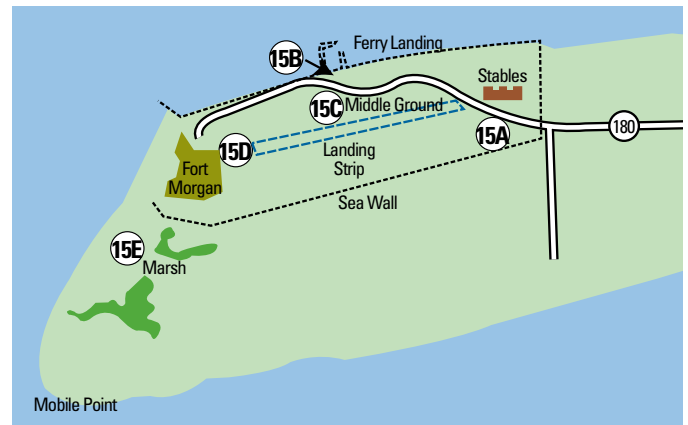 Ferry Landing
15B
Stables
15C
Middle Ground
180
15A
15D
Landing
Strip
Fort
Morgan
Sea Wall
15E
Marsh
Mobile Point